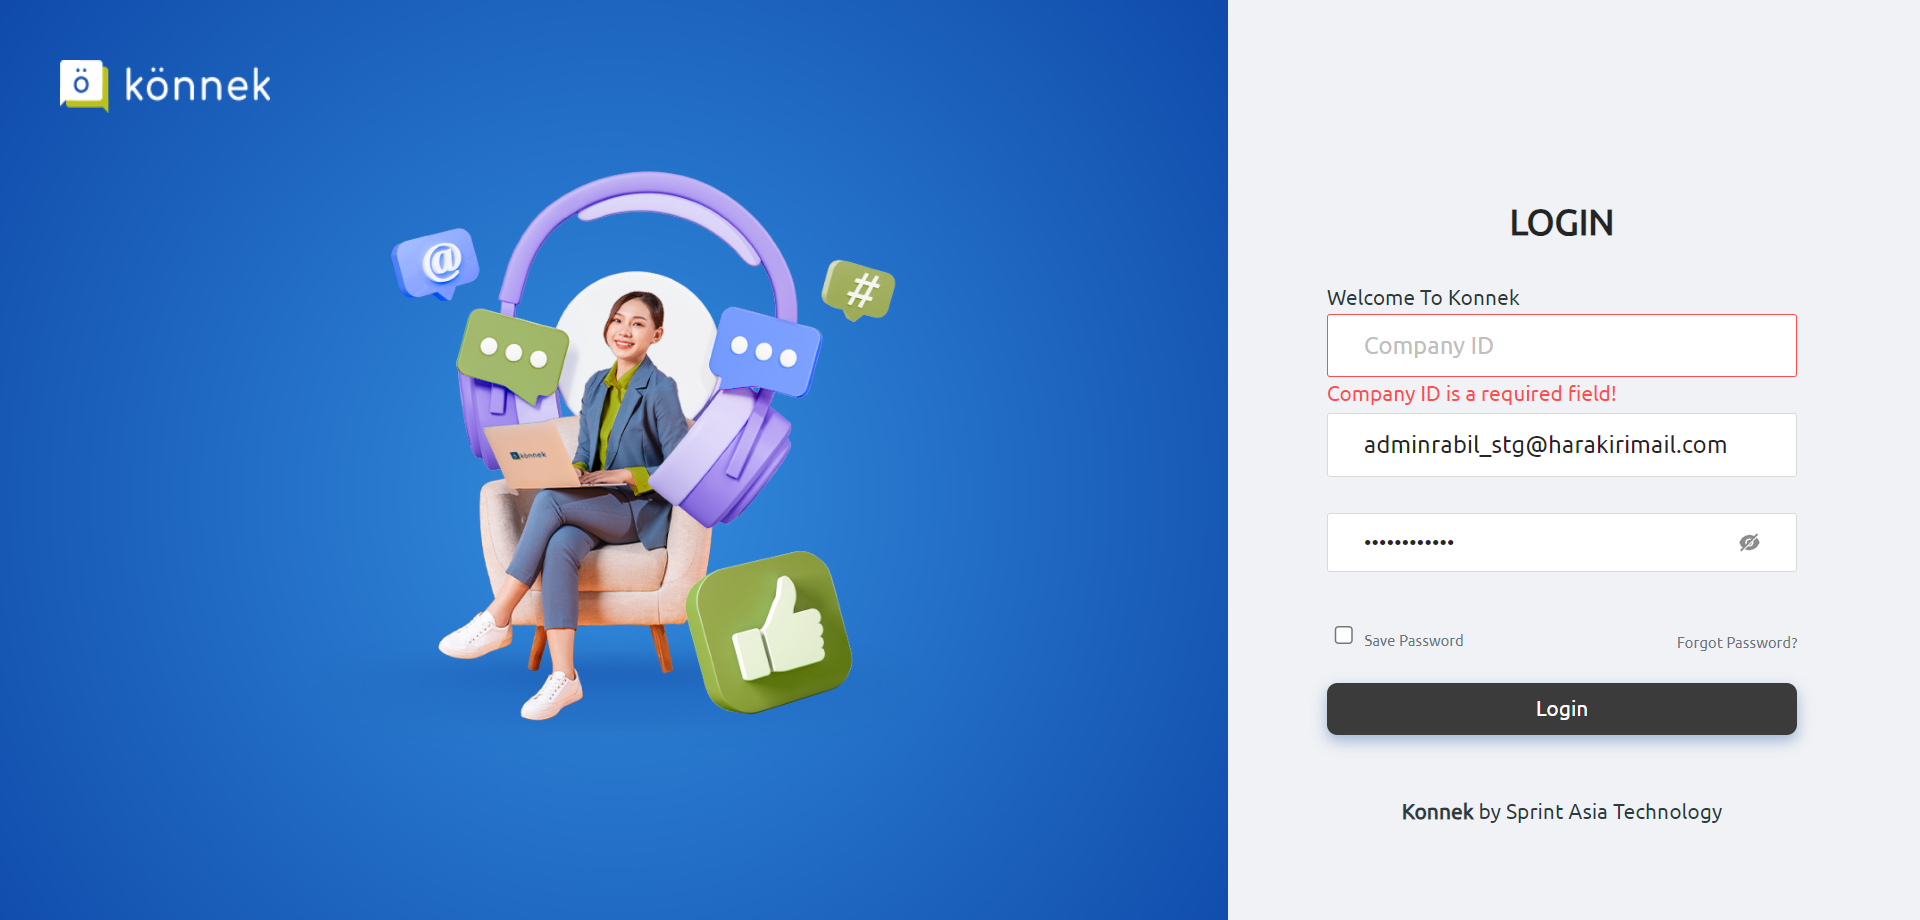 ö könnek
@
#
ö könnek
LOGIN
Welcome To Konnek
Company ID
Company ID is a required field!
adminrabil_stg@harakirimail.com
••••••••••••
Save Password
Forgot Password?
Login
Konnek by Sprint Asia Technology